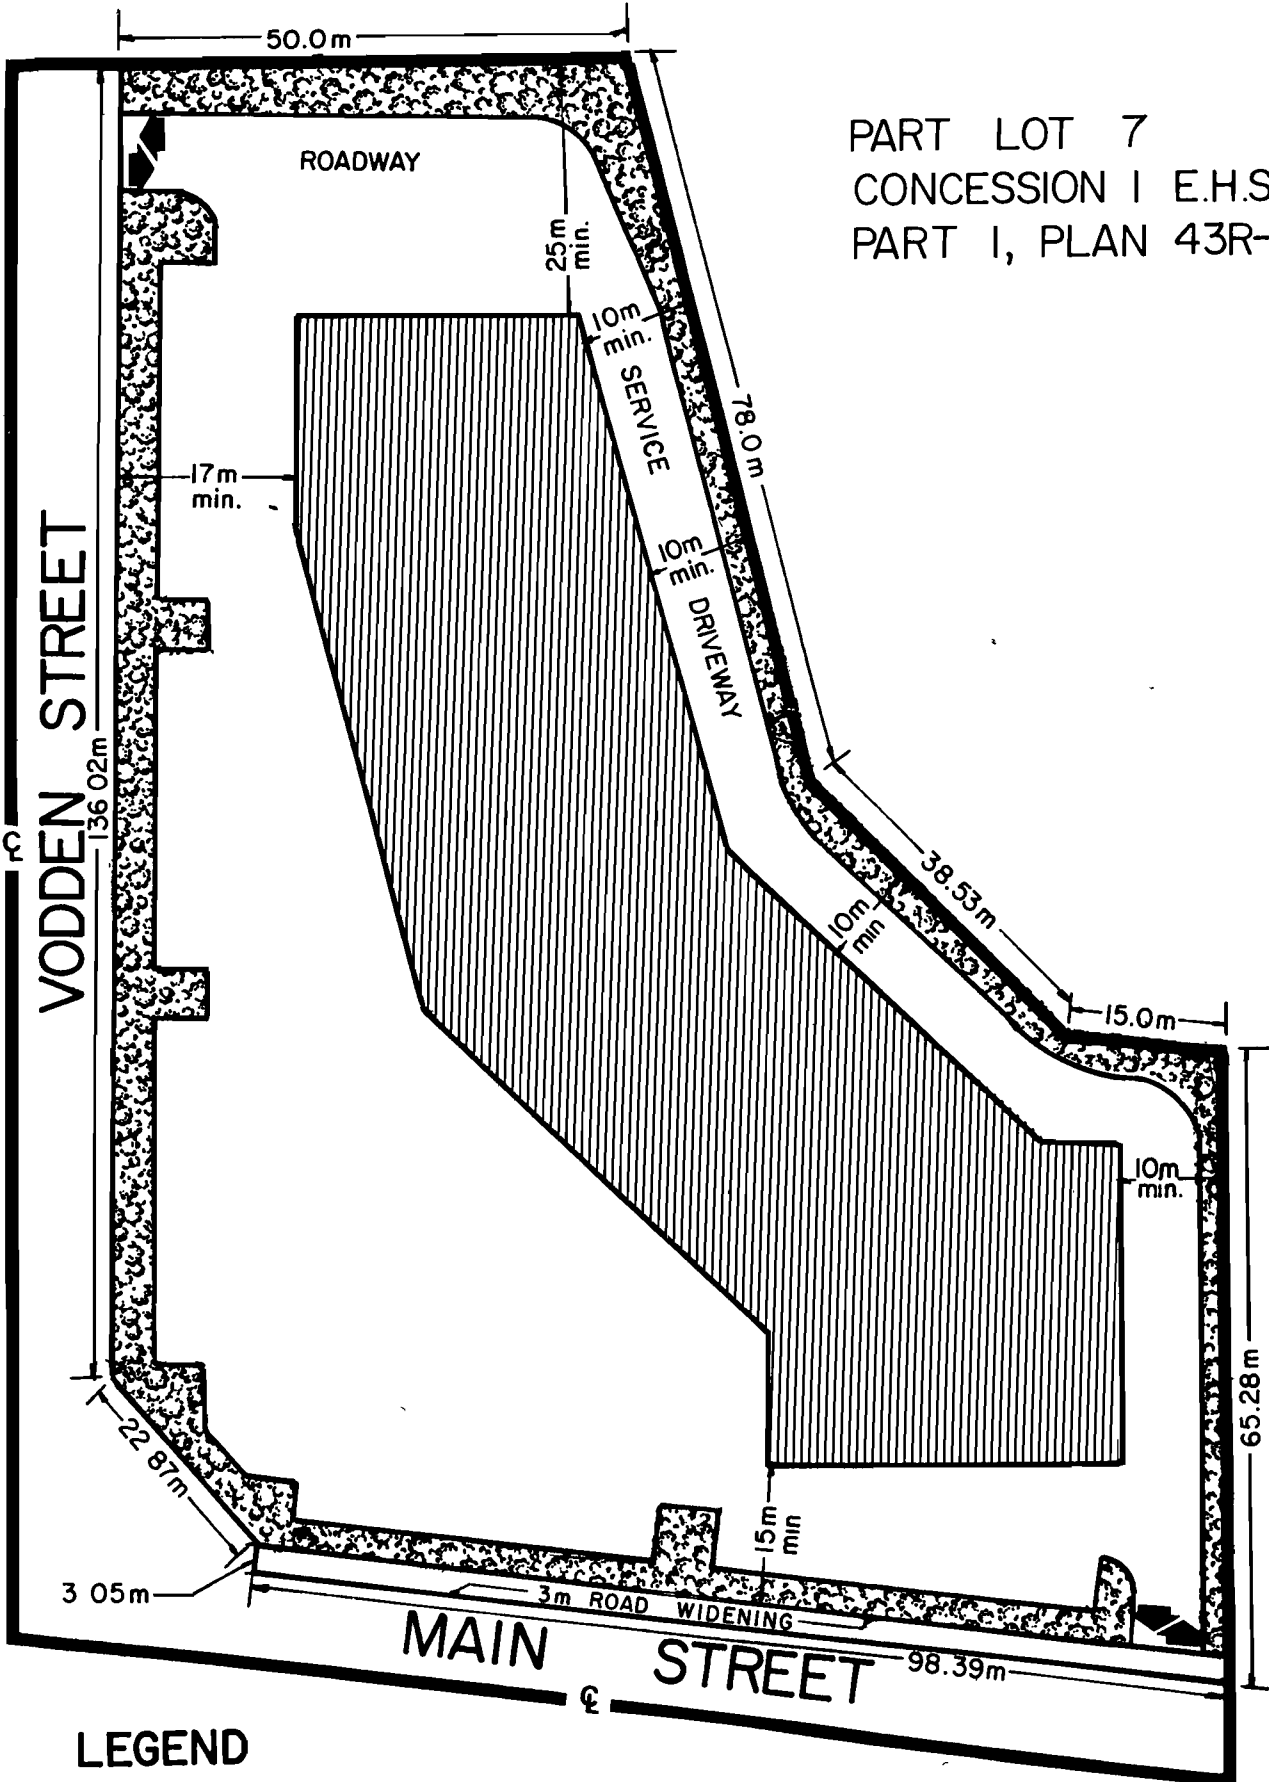 50.0m
PART LOT 7
CONCESSION 1 E.H.S
PART 1, PLAN 43R-
ROADWAY
25m
min.
10m
min.
SERVICE
78.0m
17m
min.
10m
min.
DRIVEWAY
VODDEN STREET
136 02m
℄
38.53m
10m
min
15.0m
10m
min.
65.28m
22 87m
15m
min
3 05m
3m ROAD WIDENING
MAIN STREET
98.39m
℄
LEGEND